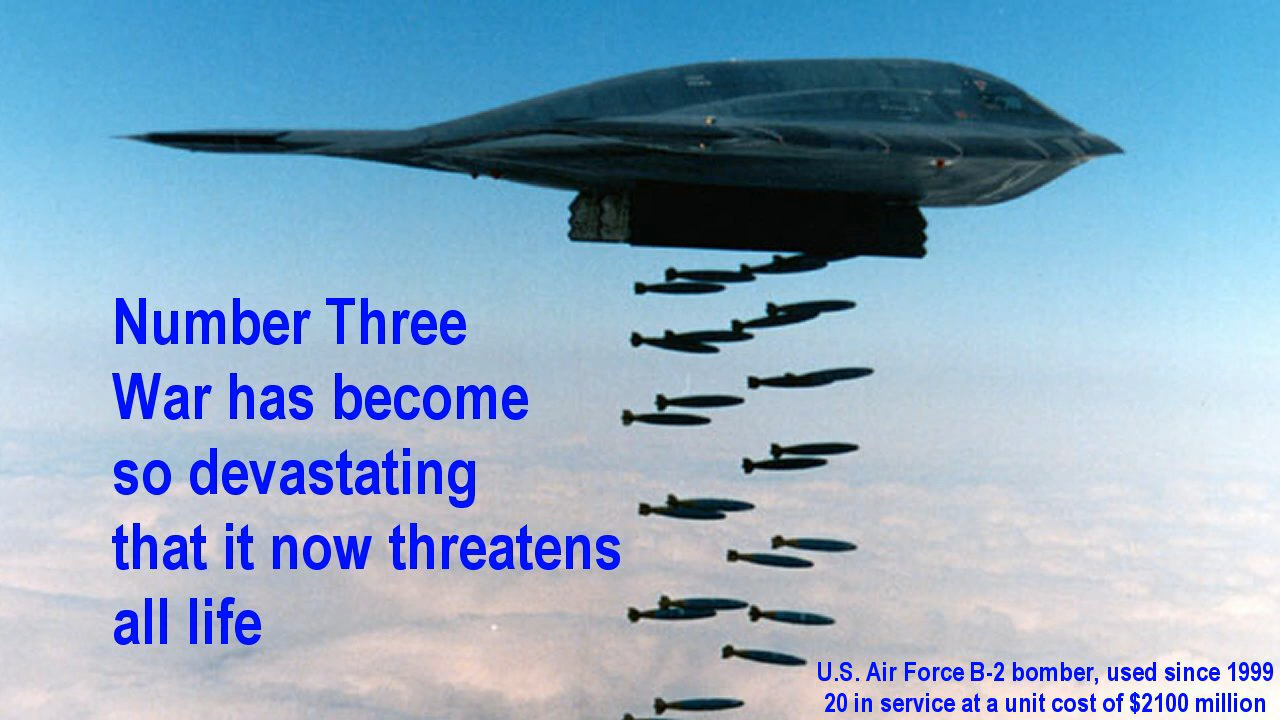 Number Three
War has become
so devastating
that it now threatens
all life
U.S. Air Force B-2 bomber, used since 1999
20 in service at a unit cost of $2100 million